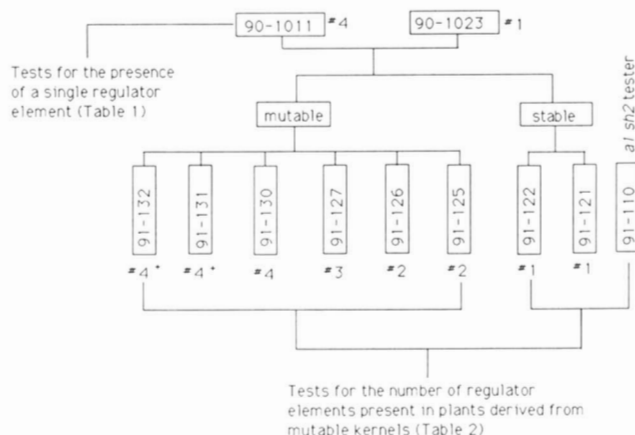 90-1011 #4
90-1023 #1
Tests for the presence
of a single regulator
element (Table 1)
mutable
stable
a1 sh2 tester
91-132
91-131
91-130
91-127
91-126
91-125
91-122
91-121
91-110
#4 +
#4 +
#4
#3
#2
#2
#1
#1
Tests for the number of regulator
elements present in plants derived from
mutable kernels (Table 2)